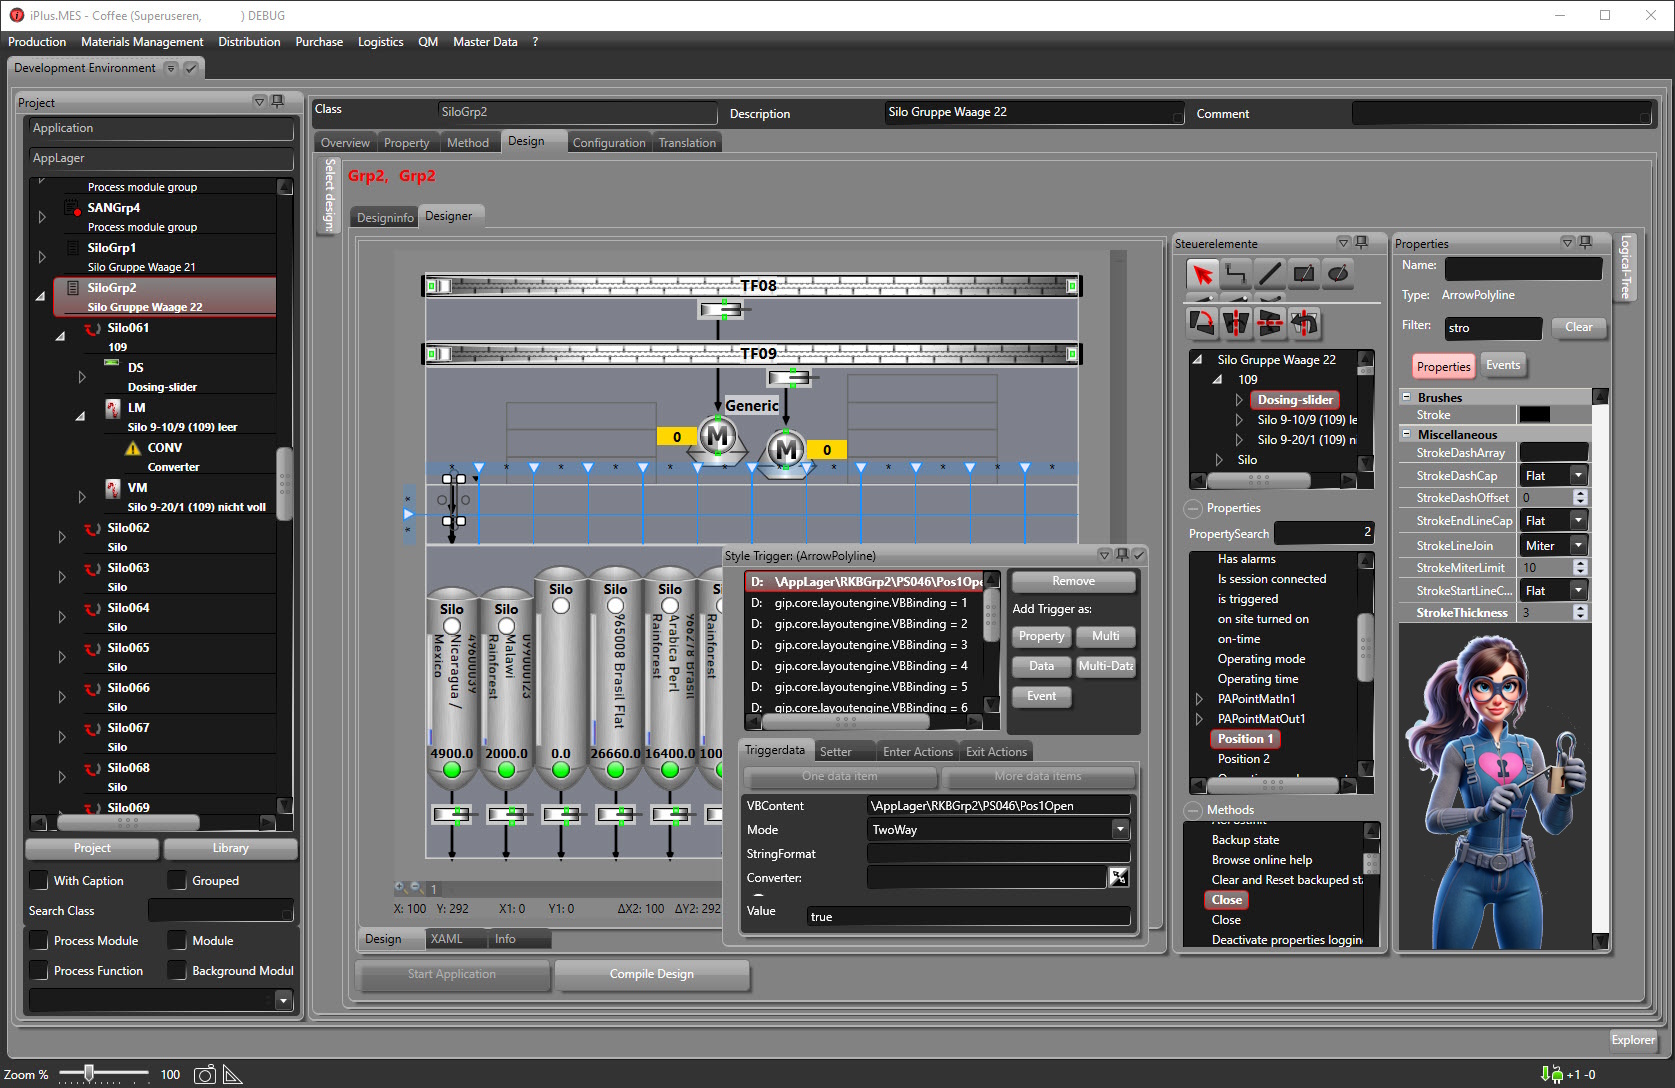 iPlus.MES - Coffee (Superuseren, ) DEBUG
Production Materials Management Distribution Purchase Logistics QM Master Data ?
Development Environment
Project
Application
AppLager
Process module group
SANGrp4
Process module group
SiloGrp1
Silo Gruppe Waage 21
SiloGrp2
Silo Gruppe Waage 22
Silo061
109
DS
Dosing-slider
LM
Silo 9-10/9 (109) leer
CONV
Converter
VM
Silo 9-20/1 (109) nicht voll
Silo062
Silo
Silo063
Silo
Silo064
Silo
Silo065
Silo
Silo066
Silo
Silo067
Silo
Silo068
Silo
Silo069
Project Library
With Caption Grouped
Search Class
Process Module Module
Process Function Background Modul
Class SiloGrp2 Description Silo Gruppe Waage 22 Comment
Overview Property Method Design Configuration Translation
Select design:
Grp2, Grp2
Designinfo Designer
TF08
TF09
Generic
M
0
M
0
Silo
Nicaragua /
Mexico
4900.0
Silo
Malawi
Rainforest
2000.0
Silo
0.0
Silo
965008 Brasil Flat
26660.0
Silo
Arabica Perl
Rainforest
16400.0
Rainforest
100
1
X: 100 Y: 292 X1: 0 Y1: 0 ΔX2: 100 ΔY2: 292
Design XAML Info
Start Application Compile Design
Style Trigger: (ArrowPolyline)
D: \AppLager\RKBGrp2\PS046\Pos1Ope
D: gip.core.layoutengine.VBBinding = 1
D: gip.core.layoutengine.VBBinding = 2
D: gip.core.layoutengine.VBBinding = 3
D: gip.core.layoutengine.VBBinding = 4
D: gip.core.layoutengine.VBBinding = 5
D: gip.core.layoutengine.VBBinding = 6
Remove
Add Trigger as:
Property Multi
Data Multi-Data
Event
Triggerdata Setter Enter Actions Exit Actions
One data item More data items
VBContent \AppLager\RKBGrp2\PS046\Pos1Open
Mode TwoWay
StringFormat
Converter:
Value true
Steuerelemente
Silo Gruppe Waage 22
109
Dosing-slider
Silo 9-10/9 (109) le
Silo 9-20/1 (109) ni
Silo
Properties
PropertySearch 2
Has alarms
Is session connected
is triggered
on site turned on
on-time
Operating mode
Operating time
PAPointMatIn1
PAPointMatOut1
Position 1
Position 2
Methods
Backup state
Browse online help
Clear and Reset backuped sta
Close
Close
Deactivate properties loggin
Properties
Name:
Type: ArrowPolyline
Filter: stro Clear
Properties Events
Brushes
Stroke
Miscellaneous
StrokeDashArray
StrokeDashCap Flat
StrokeDashOffset 0
StrokeEndLineCap Flat
StrokeLineJoin Miter
StrokeMiterLimit 10
StrokeStartLineC... Flat
StrokeThickness 3
Logical-Tree
Explorer
Zoom % 100
+1 -0